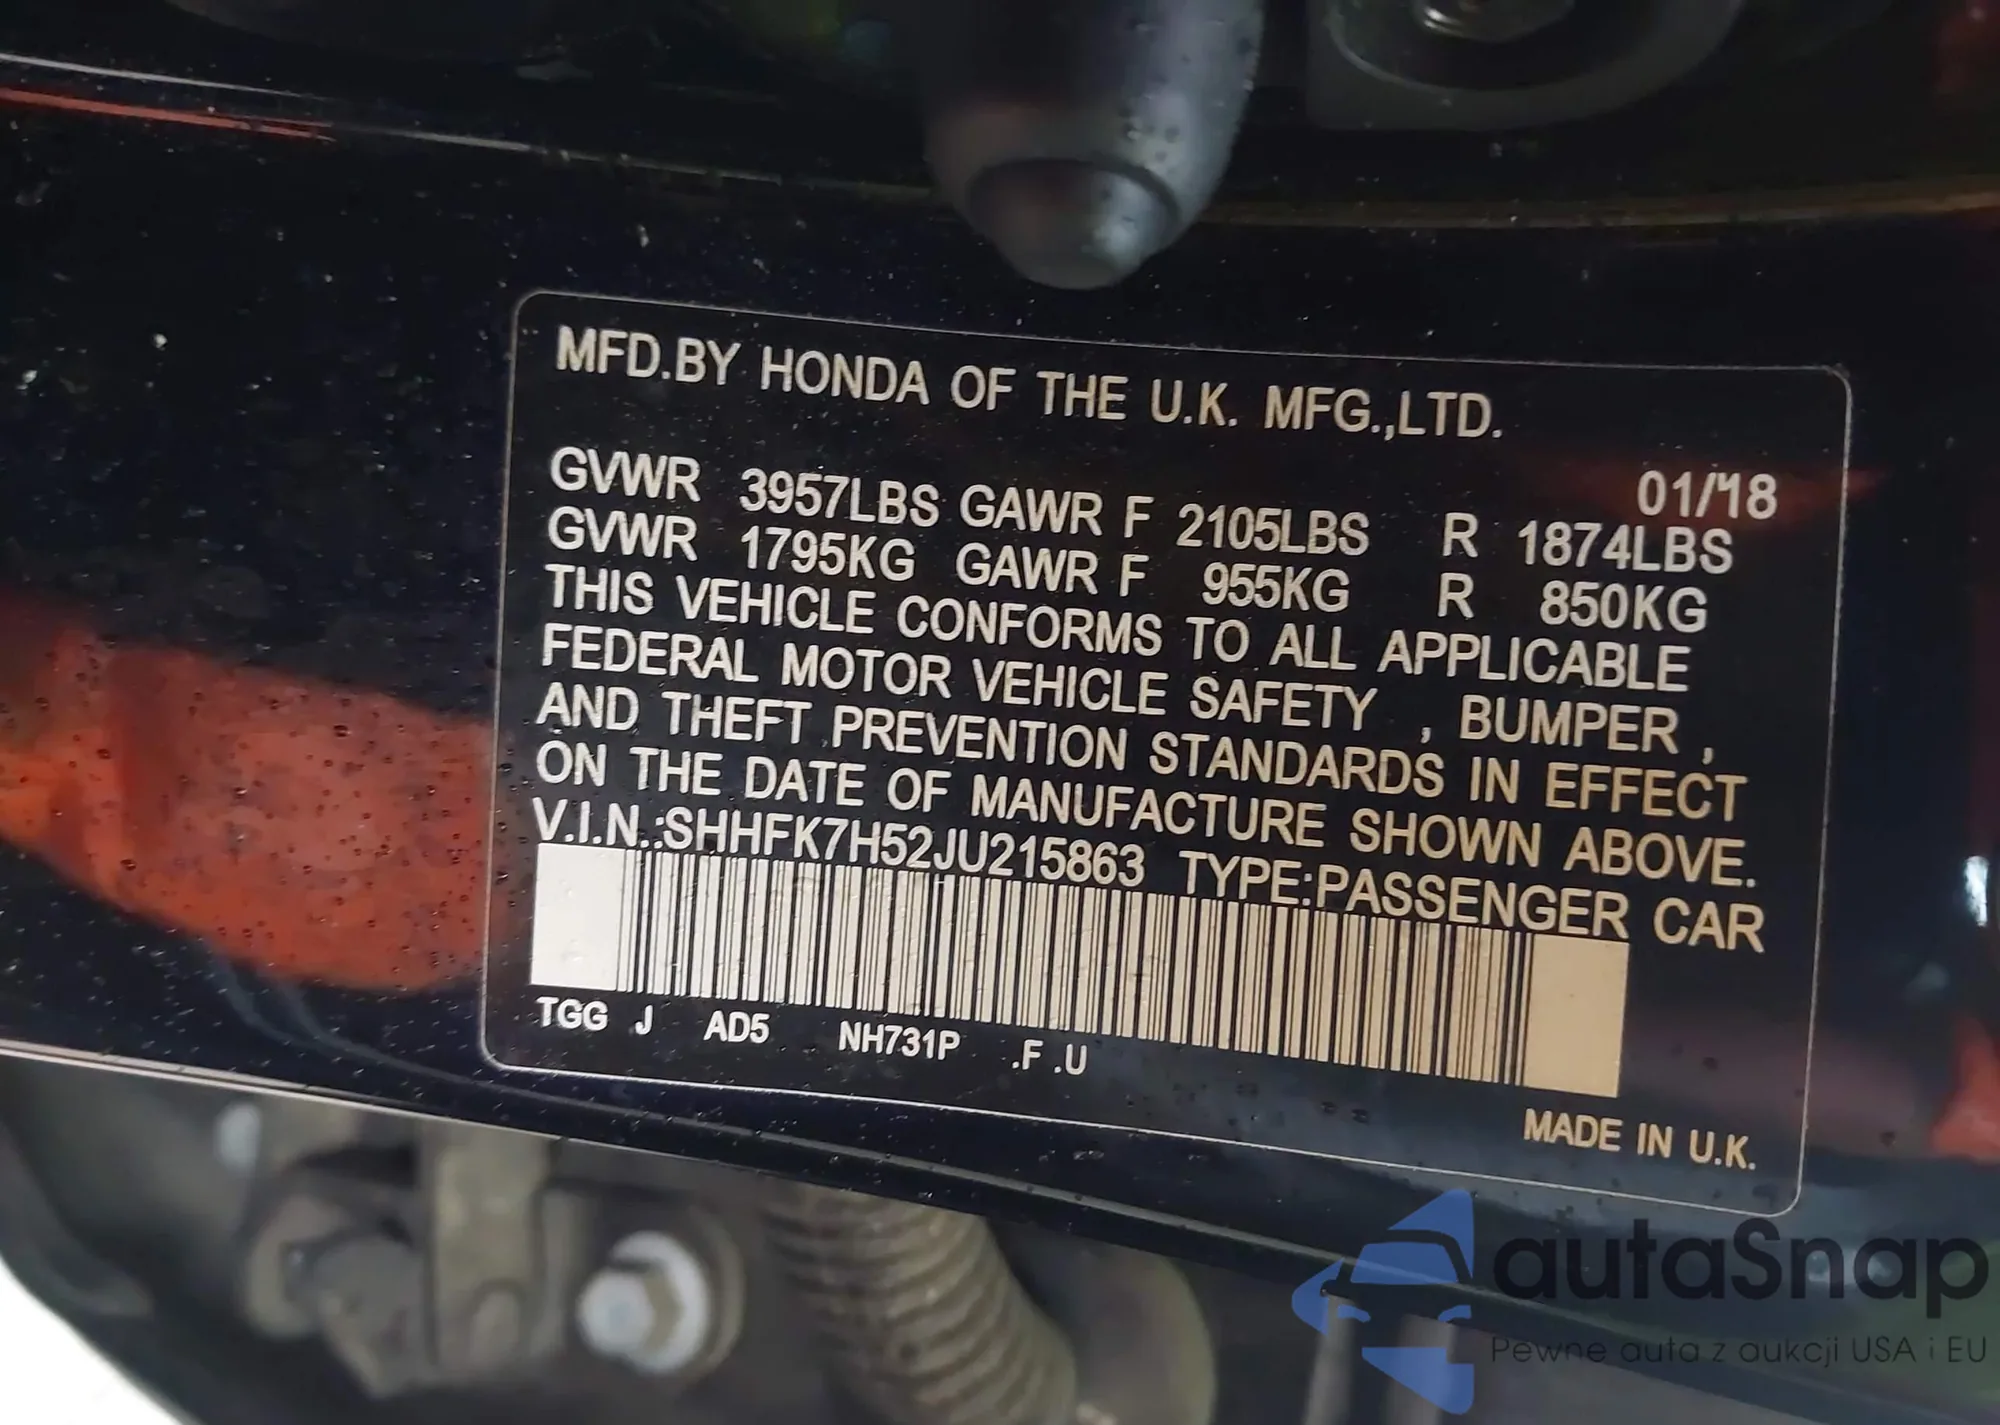 MFD.BY HONDA OF THE U.K. MFG.,LTD.
01/'18
GVWR 3957LBS GAWR F 2105LBS R 1874LBS
GVWR 1795KG GAWR F 955KG R 850KG
THIS VEHICLE CONFORMS TO ALL APPLICABLE
FEDERAL MOTOR VEHICLE SAFETY , BUMPER ,
AND THEFT PREVENTION STANDARDS IN EFFECT
ON THE DATE OF MANUFACTURE SHOWN ABOVE.
V.I.N.:SHHFK7H52JU215863 TYPE:PASSENGER CAR
TGG J AD5 NH731P .F .U
MADE IN U.K.
autaSnap
Pewne auta z aukcji USA i EU